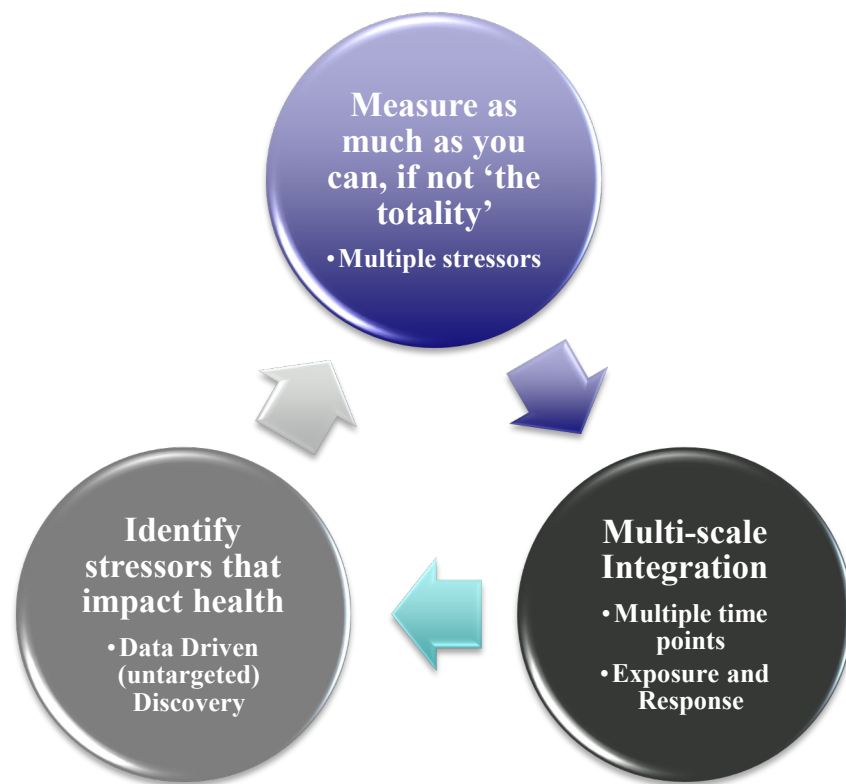 Measure as
much as you
can, if not ‘the
totality’
•Multiple stressors
Multi-scale
Integration
•Multiple time
points
•Exposure and
Response
Identify
stressors that
impact health
•Data Driven
(untargeted)
Discovery